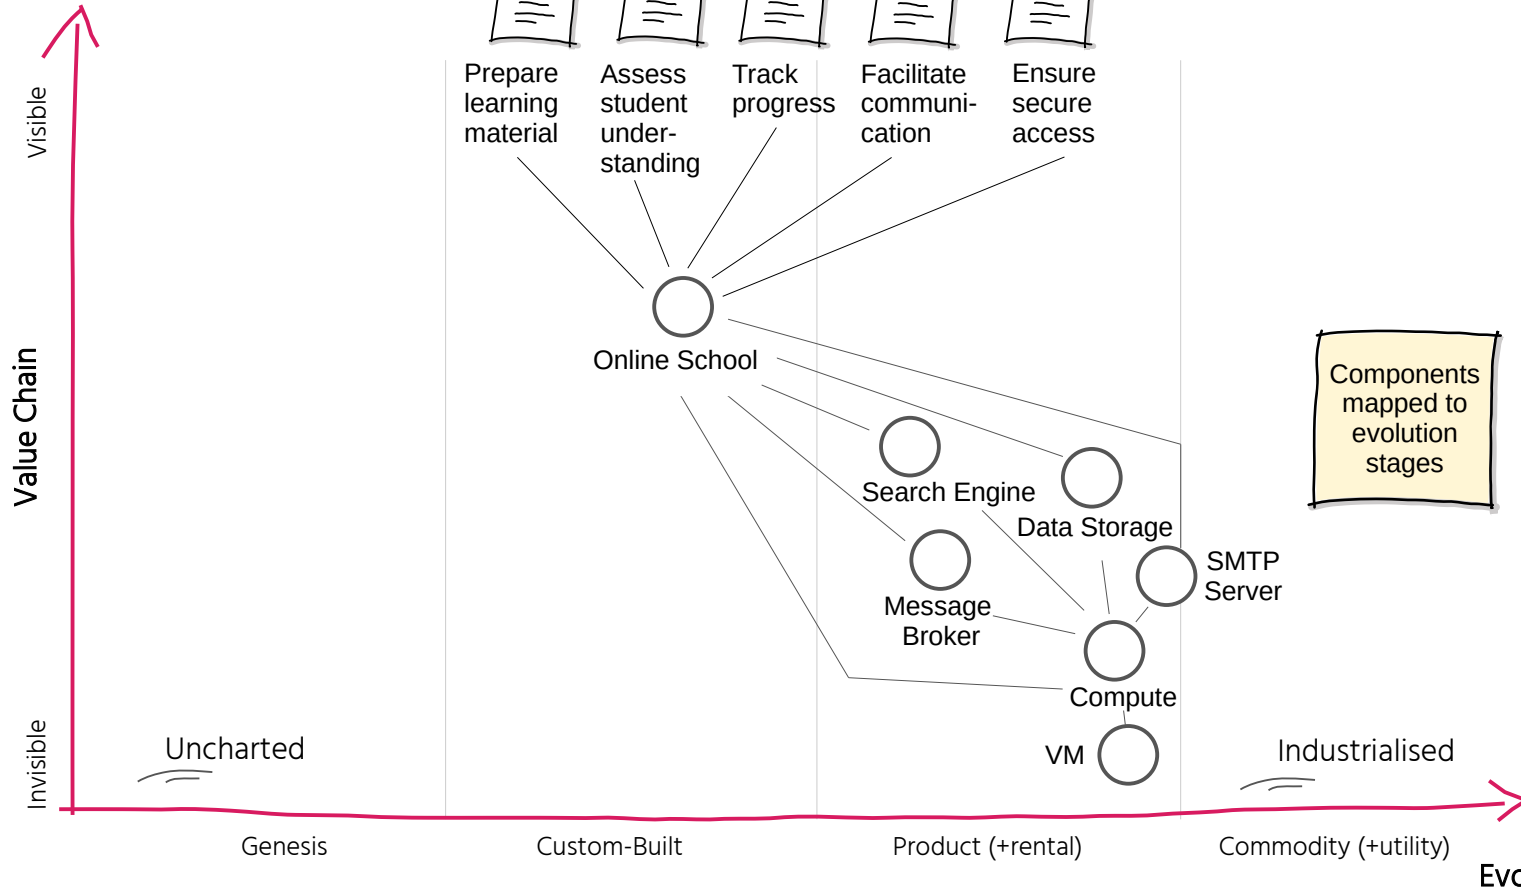 Prepare
learning
material
Assess
student
under-
standing
Track
progress
Facilitate
communi-
cation
Ensure
secure
access
Visible
Value Chain
Invisible
Online School
Components
mapped to
evolution
stages
Search Engine
Data Storage
SMTP
Server
Message
Broker
Compute
VM
Uncharted
Industrialised
Genesis
Custom-Built
Product (+rental)
Commodity (+utility)